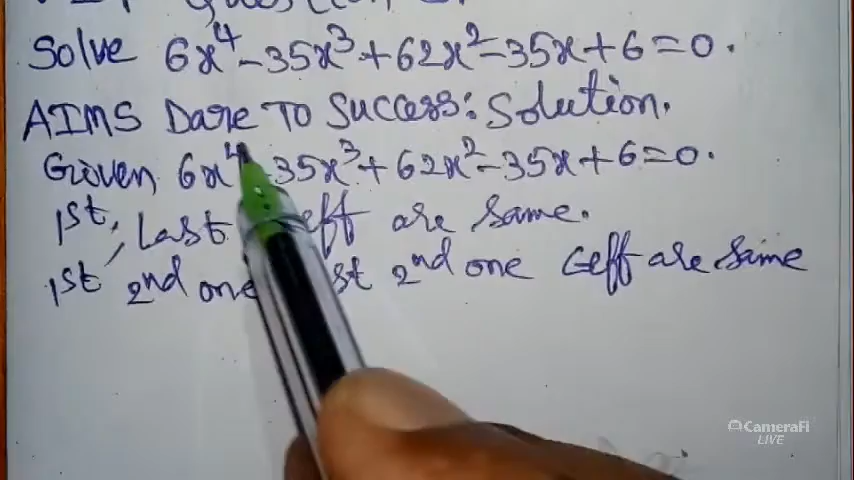 Question
Solve 6x⁴-35x³+62x²-35x+6=0.
AIMS Dare To Success: Solution.
Given 6x⁴ 35x³+62x²-35x+6=0.
1st, Last eff are same.
1st 2nd one st 2nd one Coeff are same
CameraFi
LIVE